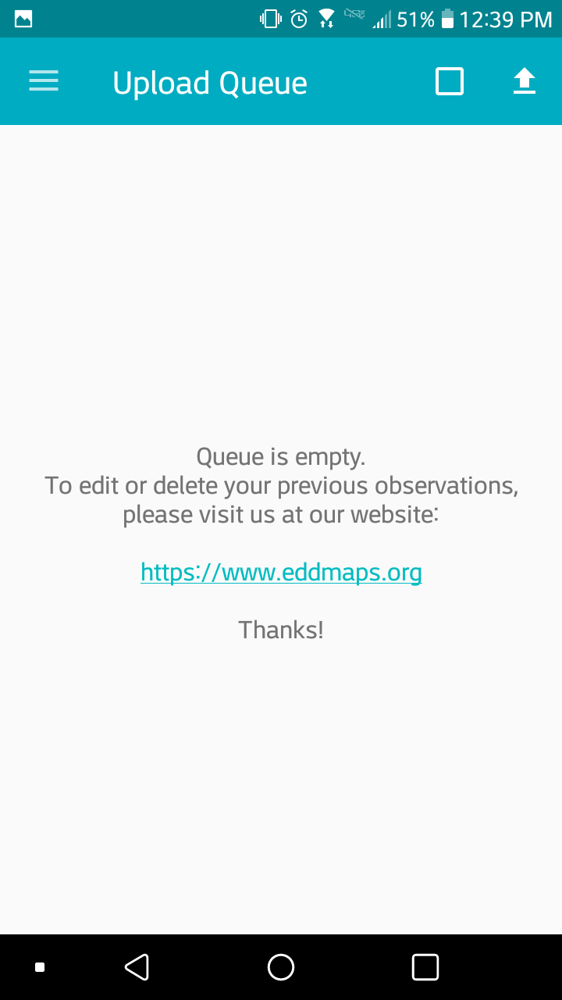 51% 12:39 PM
Upload Queue
Queue is empty.
To edit or delete your previous observations,
please visit us at our website:
https://www.eddmaps.org
Thanks!